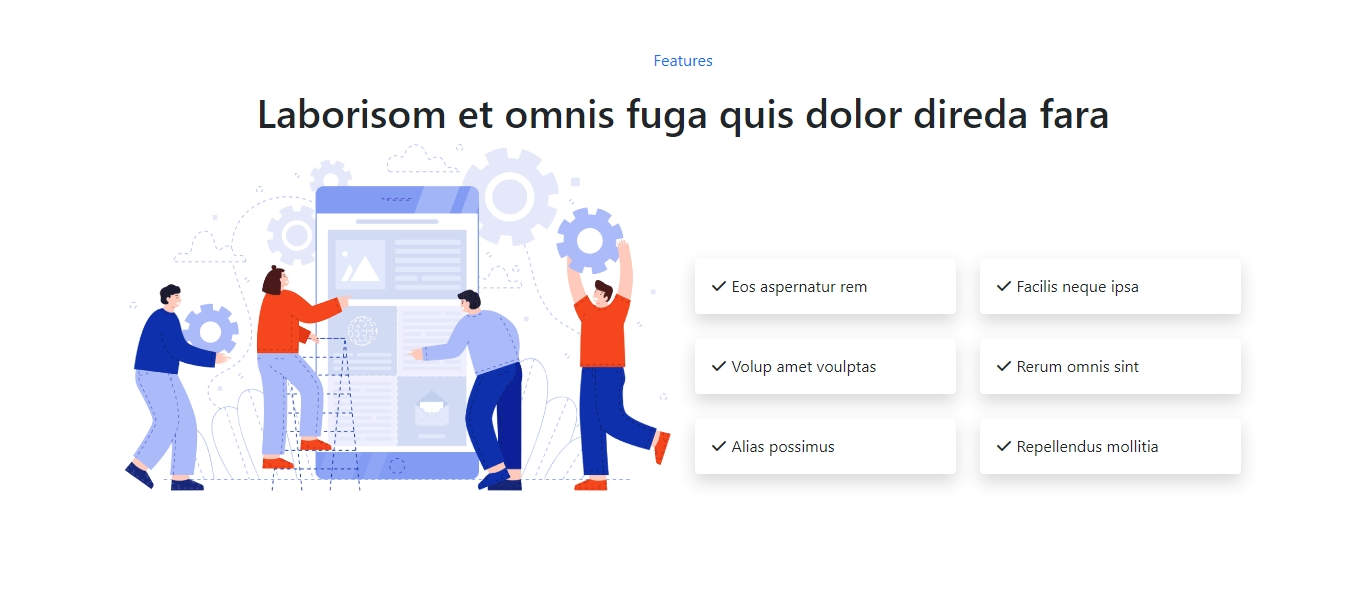 Features
Laborisom et omnis fuga quis dolor direda fara
Eos aspernatur rem
Facilis neque ipsa
Volup amet voulptas
Rerum omnis sint
Alias possimus
Repellendus mollitia